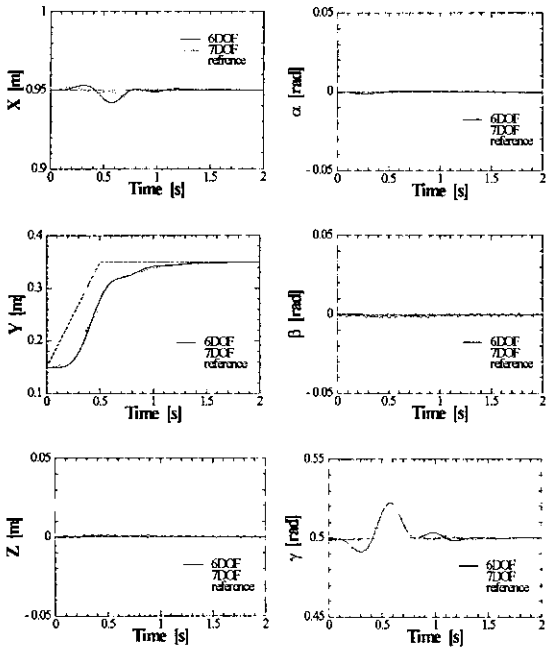 1
0.95
0.9
X [m]
6DOF
7DOF
refrence
0 0.5 1 1.5 2
Time [s]
0.05
0
-0.05
α [rad]
6DOF
7DOF
reference
0 0.5 1 1.5 2
Time [s]
0.4
0.3
0.2
0.1
Y [m]
6DOF
7DOF
reference
0 0.5 1 1.5 2
Time [s]
0.05
0
-0.05
β [rad]
6DOF
7DOF
reference
0 0.5 1 1.5 2
Time [s]
0.05
0
-0.05
Z [m]
6DOF
7DOF
reference
0 0.5 1 1.5 2
Time [s]
0.55
0.5
0.45
γ [rad]
6DOF
7DOF
reference
0 0.5 1 1.5 2
Time [s]